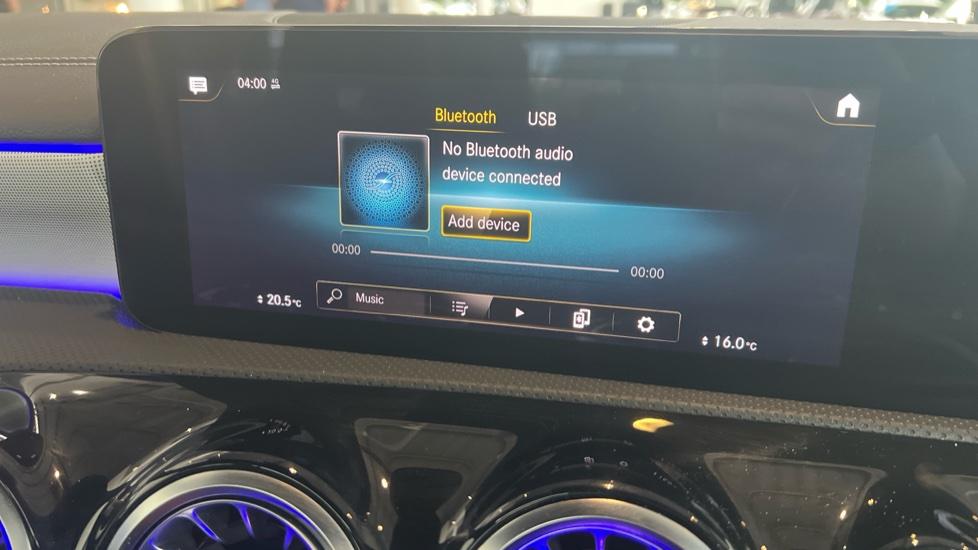 04:00 4G
Bluetooth USB
No Bluetooth audio
device connected
Add device
00:00
00:00
20.5°C
Music
16.0°C